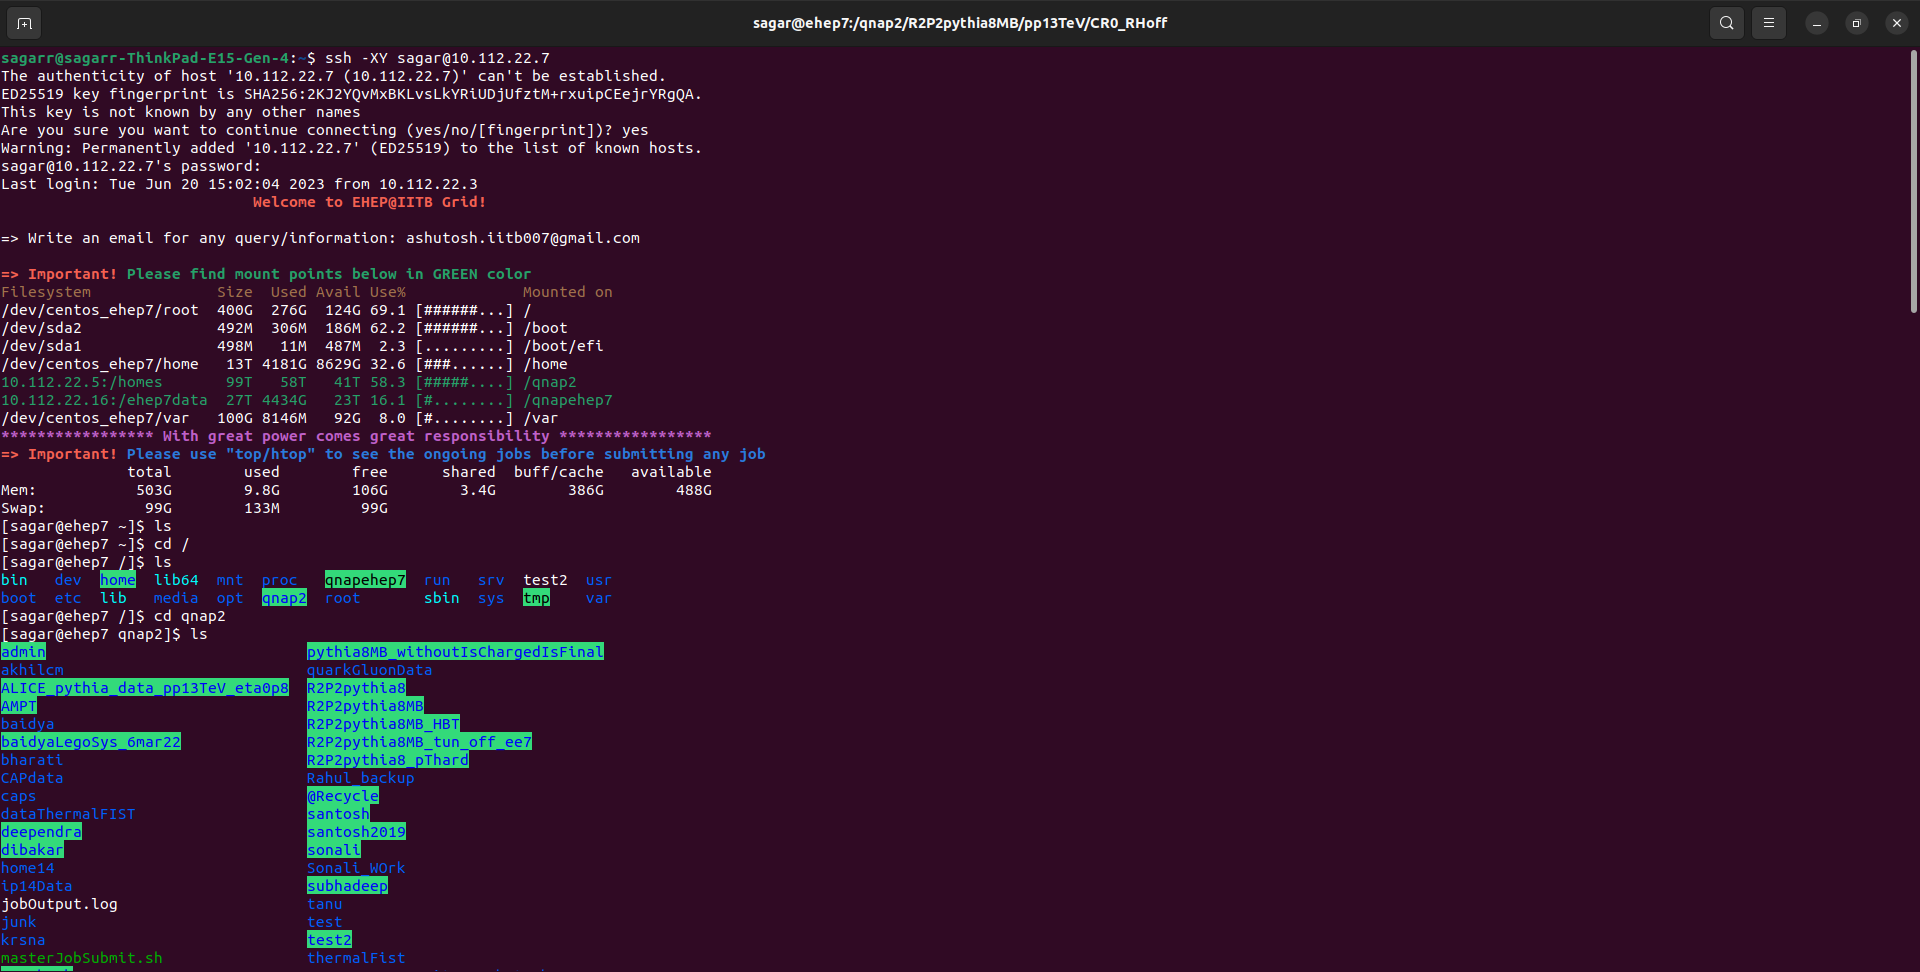 sagar@ehep7:/qnap2/R2P2pythia8MB/pp13TeV/CR0_RHoff
sagarr@sagarr-ThinkPad-E15-Gen-4:~$ ssh -XY sagar@10.112.22.7
The authenticity of host '10.112.22.7 (10.112.22.7)' can't be established.
ED25519 key fingerprint is SHA256:2KJ2YQvMxBKLvsLkYRiUDjUfztM+rxuipCEejrYRgQA.
This key is not known by any other names
Are you sure you want to continue connecting (yes/no/[fingerprint])? yes
Warning: Permanently added '10.112.22.7' (ED25519) to the list of known hosts.
sagar@10.112.22.7's password:
Last login: Tue Jun 20 15:02:04 2023 from 10.112.22.3
Welcome to EHEP@IITB Grid!
=> Write an email for any query/information: ashutosh.iitb007@gmail.com
=> Important! Please find mount points below in GREEN color
Filesystem Size Used Avail Use% Mounted on
/dev/centos_ehep7/root 400G 276G 124G 69.1 [######...] /
/dev/sda2 492M 306M 186M 62.2 [######...] /boot
/dev/sda1 498M 11M 487M 2.3 [.........] /boot/efi
/dev/centos_ehep7/home 13T 4181G 8629G 32.6 [###......] /home
10.112.22.5:/homes 99T 58T 41T 58.3 [#####....] /qnap2
10.112.22.16:/ehep7data 27T 4434G 23T 16.1 [#........] /qnapehep7
/dev/centos_ehep7/var 100G 8146M 92G 8.0 [#........] /var
***************** With great power comes great responsibility *****************
=> Important! Please use "top/htop" to see the ongoing jobs before submitting any job
total used free shared buff/cache available
Mem: 503G 9.8G 106G 3.4G 386G 488G
Swap: 99G 133M 99G
[sagar@ehep7 ~]$ ls
[sagar@ehep7 ~]$ cd /
[sagar@ehep7 /]$ ls
bin dev home lib64 mnt proc qnapehep7 run srv test2 usr
boot etc lib media opt qnap2 root sbin sys tmp var
[sagar@ehep7 /]$ cd qnap2
[sagar@ehep7 qnap2]$ ls
admin pythia8MB_withoutIsChargedIsFinal
akhilcm quarkGluonData
ALICE_pythia_data_pp13TeV_eta0p8 R2P2pythia8
AMPT R2P2pythia8MB
baidya R2P2pythia8MB_HBT
baidyaLegoSys_6mar22 R2P2pythia8MB_tun_off_ee7
bharati R2P2pythia8_pThard
CAPdata Rahul_backup
caps @Recycle
dataThermalFIST santosh
deependra santosh2019
dibakar sonali
home14 Sonali_WOrk
ip14Data subhadeep
jobOutput.log tanu
junk test
krsna test2
masterJobSubmit.sh thermalFist